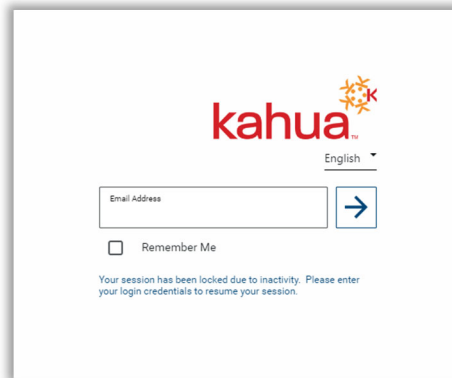 K
kahua™
English
Email Address
Remember Me
Your session has been locked due to inactivity. Please enter
your login credentials to resume your session.